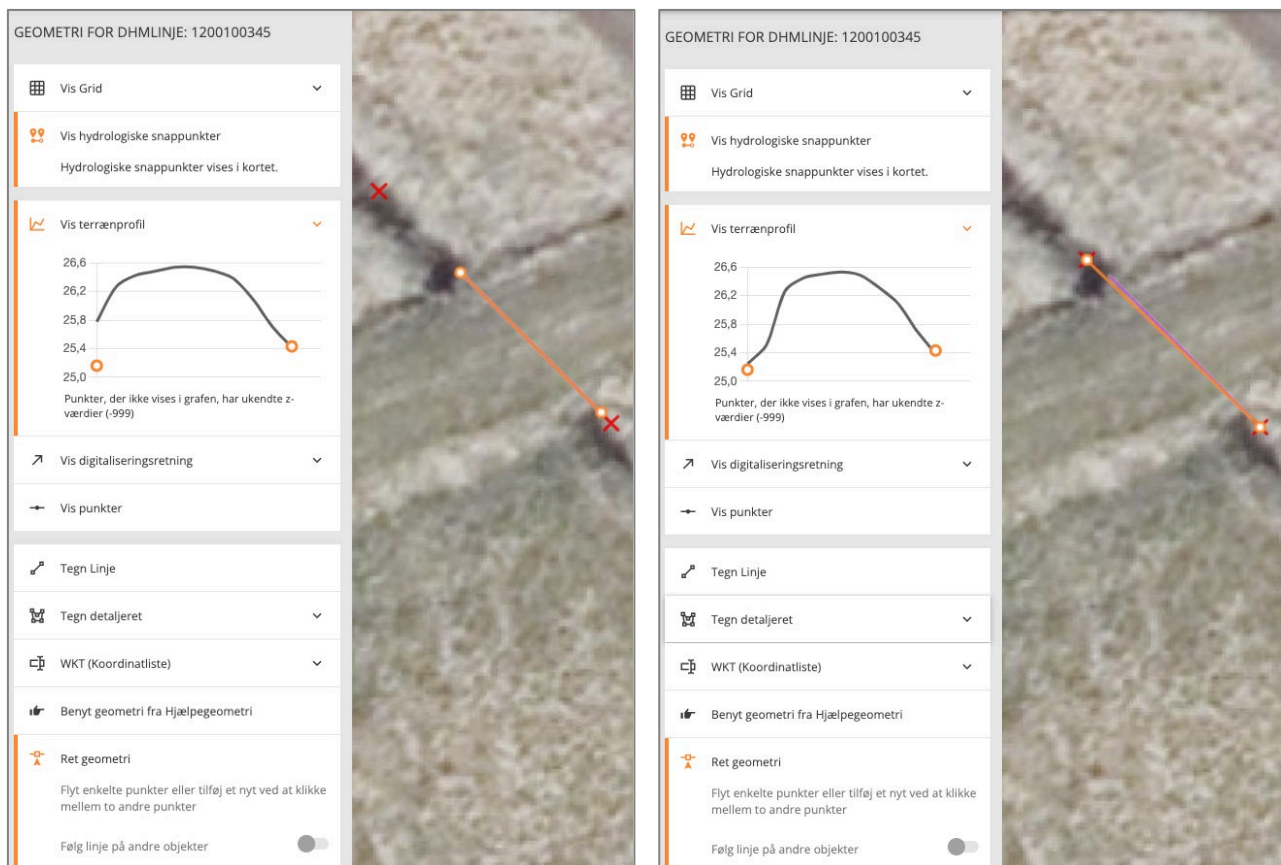 GEOMETRI FOR DHMLINJE: 1200100345
Vis Grid
Vis hydrologiske snappunkter
Hydrologiske snappunkter vises i kortet.
Vis terrænprofil
26,6
26,2
25,8
25,4
25,0
Punkter, der ikke vises i grafen, har ukendte z-
værdier (-999)
Vis digitaliseringsretning
Vis punkter
Tegn Linje
Tegn detaljeret
WKT (Koordinatliste)
Benyt geometri fra Hjælpegeometri
Ret geometri
Flyt enkelte punkter eller tilføj et nyt ved at klikke
mellem to andre punkter
Følg linje på andre objekter
GEOMETRI FOR DHMLINJE: 1200100345
Vis Grid
Vis hydrologiske snappunkter
Hydrologiske snappunkter vises i kortet.
Vis terrænprofil
26,6
26,2
25,8
25,4
25,0
Punkter, der ikke vises i grafen, har ukendte z-
værdier (-999)
Vis digitaliseringsretning
Vis punkter
Tegn Linje
Tegn detaljeret
WKT (Koordinatliste)
Benyt geometri fra Hjælpegeometri
Ret geometri
Flyt enkelte punkter eller tilføj et nyt ved at klikke
mellem to andre punkter
Følg linje på andre objekter